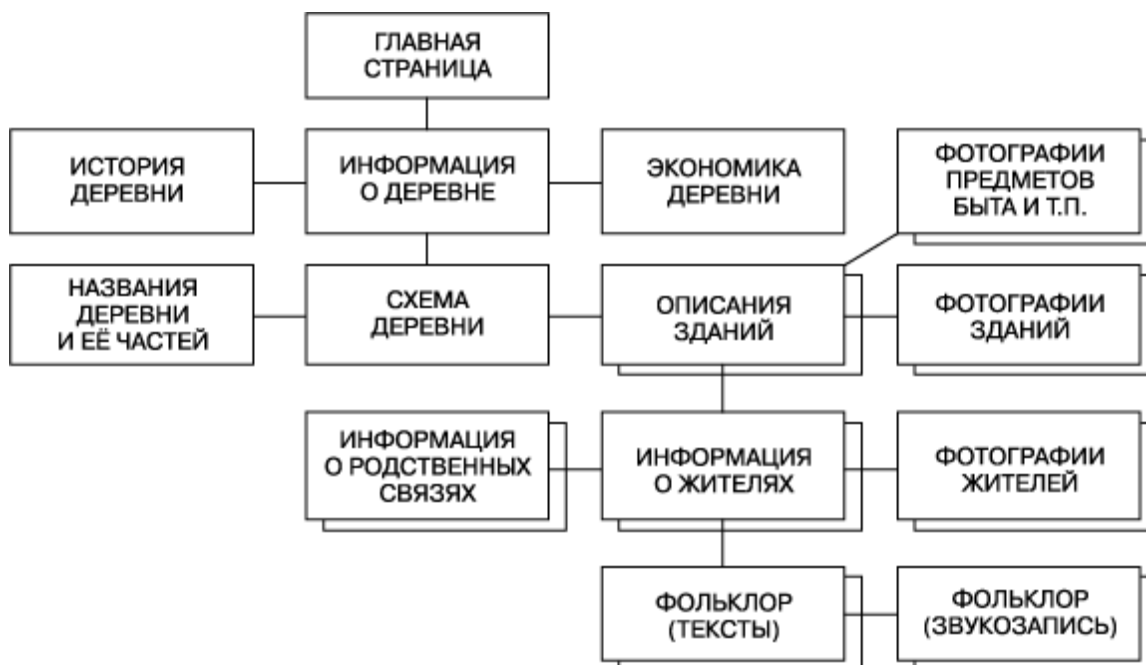 ГЛАВНАЯ
СТРАНИЦА
ИСТОРИЯ
ДЕРЕВНИ
ИНФОРМАЦИЯ
О ДЕРЕВНЕ
ЭКОНОМИКА
ДЕРЕВНИ
ФОТОГРАФИИ
ПРЕДМЕТОВ
БЫТА И Т.П.
НАЗВАНИЯ
ДЕРЕВНИ
И ЕЁ ЧАСТЕЙ
СХЕМА
ДЕРЕВНИ
ОПИСАНИЯ
ЗДАНИЙ
ФОТОГРАФИИ
ЗДАНИЙ
ИНФОРМАЦИЯ
О РОДСТВЕННЫХ
СВЯЗЯХ
ИНФОРМАЦИЯ
О ЖИТЕЛЯХ
ФОТОГРАФИИ
ЖИТЕЛЕЙ
ФОЛЬКЛОР
(ТЕКСТЫ)
ФОЛЬКЛОР
(ЗВУКОЗАПИСЬ)